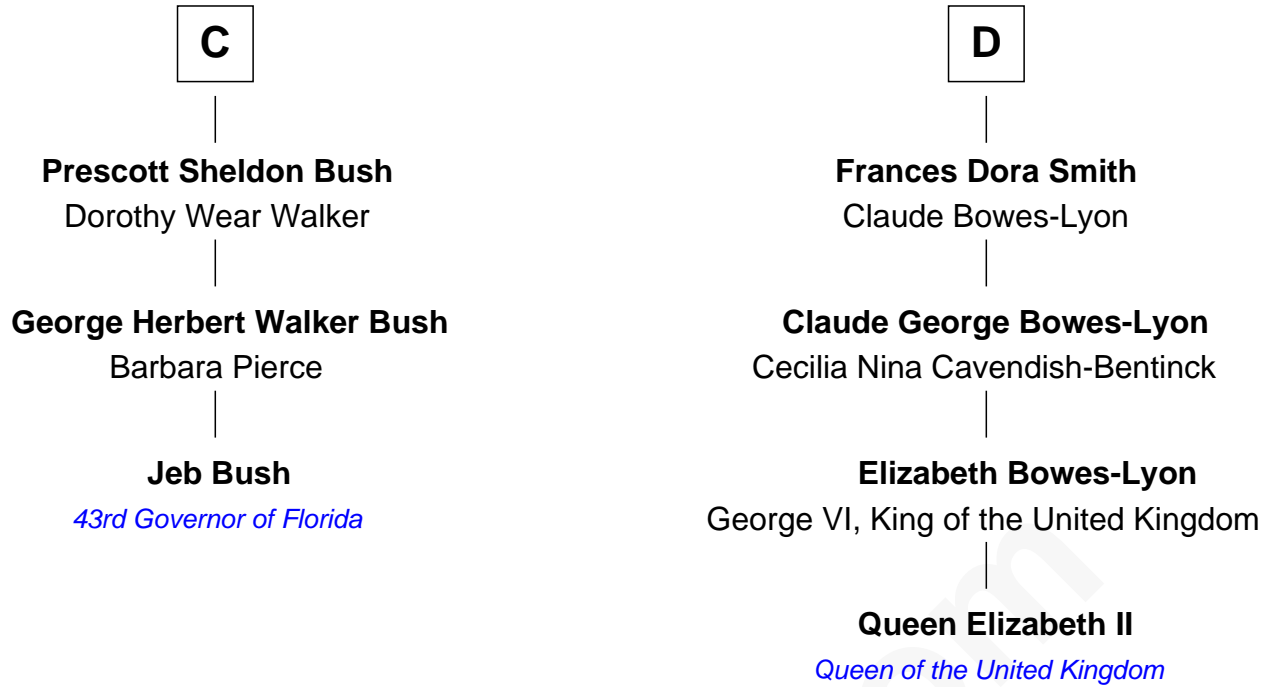 C
Prescott Sheldon Bush
Dorothy Wear Walker
George Herbert Walker Bush
Barbara Pierce
Jeb Bush
43rd Governor of Florida
D
Frances Dora Smith
Claude Bowes-Lyon
Claude George Bowes-Lyon
Cecilia Nina Cavendish-Bentinck
Elizabeth Bowes-Lyon
George VI, King of the United Kingdom
Queen Elizabeth II
Queen of the United Kingdom